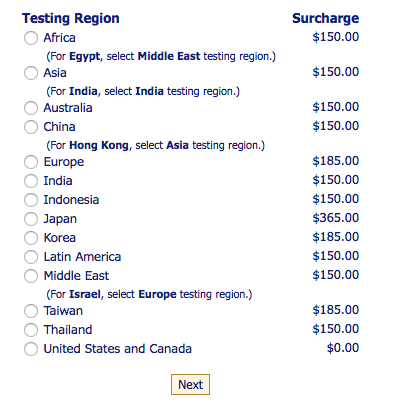 Testing Region Surcharge
Africa $150.00
(For Egypt, select Middle East testing region.)
Asia $150.00
(For India, select India testing region.)
Australia $150.00
China $150.00
(For Hong Kong, select Asia testing region.)
Europe $185.00
India $150.00
Indonesia $150.00
Japan $365.00
Korea $185.00
Latin America $150.00
Middle East $150.00
(For Israel, select Europe testing region.)
Taiwan $185.00
Thailand $150.00
United States and Canada $0.00
Next